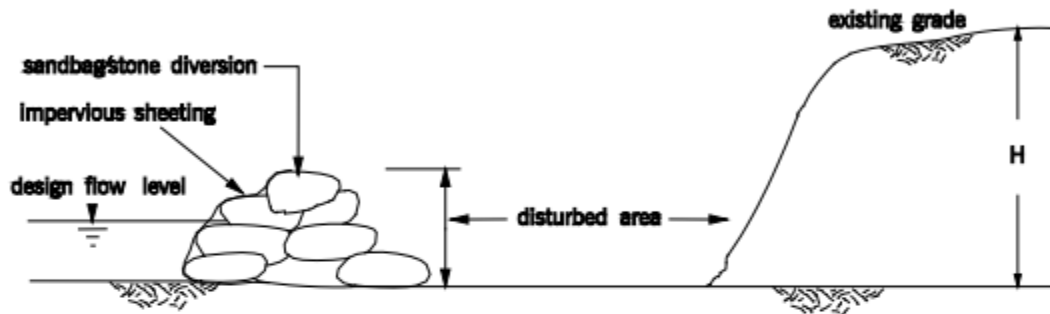 existing grade
sandbag/stone diversion
impervious sheeting
design flow level
disturbed area
H